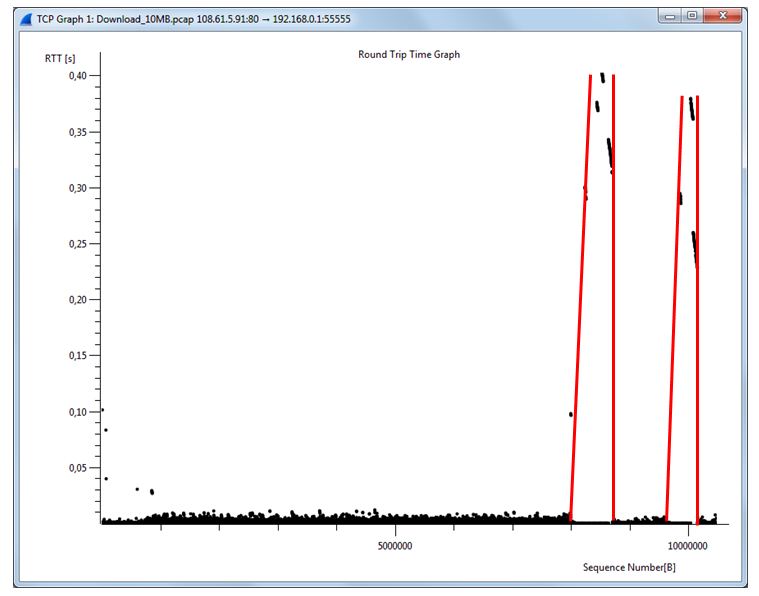 TCP Graph 1: Download_10MB.pcap 108.61.5.91:80 → 192.168.0.1:55555
Round Trip Time Graph
RTT [s]
0,40
0,35
0,30
0,25
0,20
0,15
0,10
0,05
5000000
10000000
Sequence Number[B]